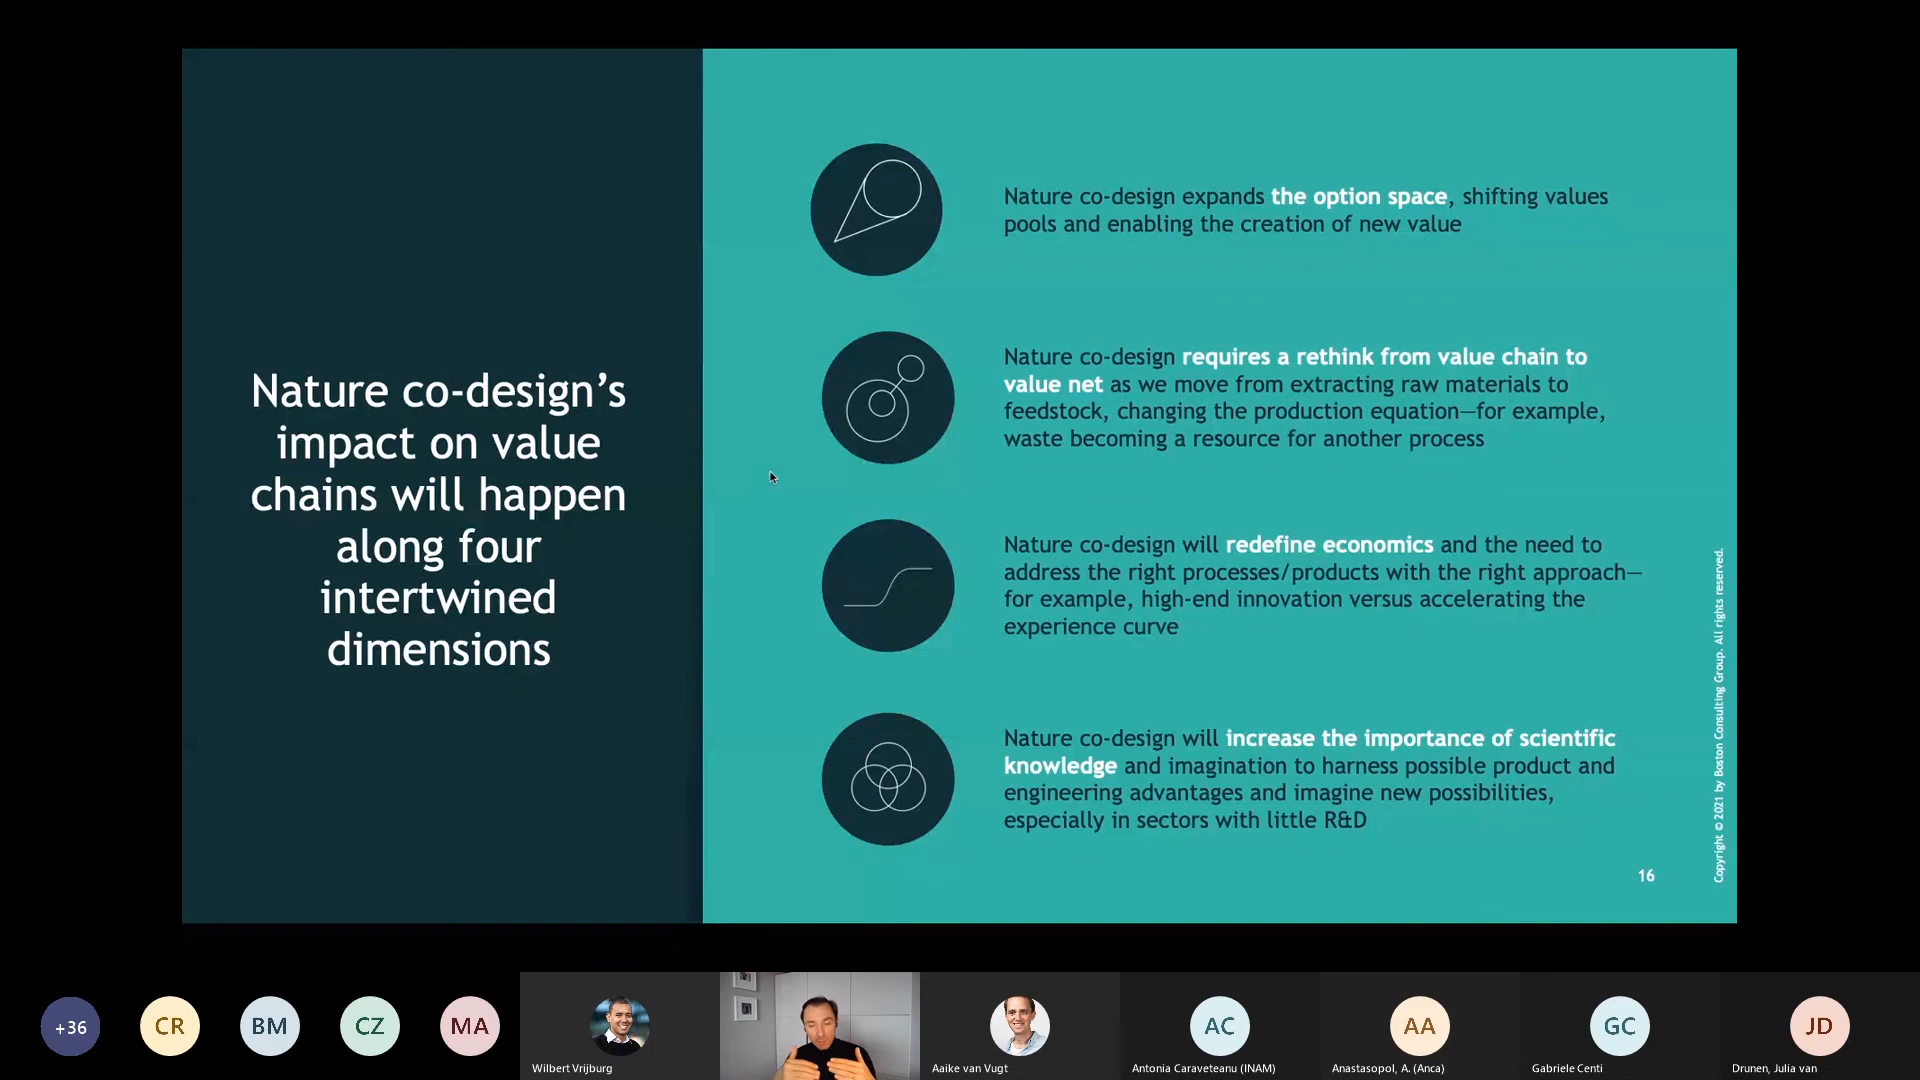 Nature co-design’s
impact on value
chains will happen
along four
intertwined
dimensions
Nature co-design expands the option space, shifting values
pools and enabling the creation of new value
Nature co-design requires a rethink from value chain to
value net as we move from extracting raw materials to
feedstock, changing the production equation—for example,
waste becoming a resource for another process
Nature co-design will redefine economics and the need to
address the right processes/products with the right approach—
for example, high-end innovation versus accelerating the
experience curve
Nature co-design will increase the importance of scientific
knowledge and imagination to harness possible product and
engineering advantages and imagine new possibilities,
especially in sectors with little R&D
16
Copyright © 2021 by Boston Consulting Group. All rights reserved.
+36
CR
BM
CZ
MA
Wilbert Vrijburg
Aaike van Vugt
AC
Antonia Caraveteanu (INAM)
AA
Anastasopol, A. (Anca)
GC
Gabriele Centi
JD
Drunen, Julia van